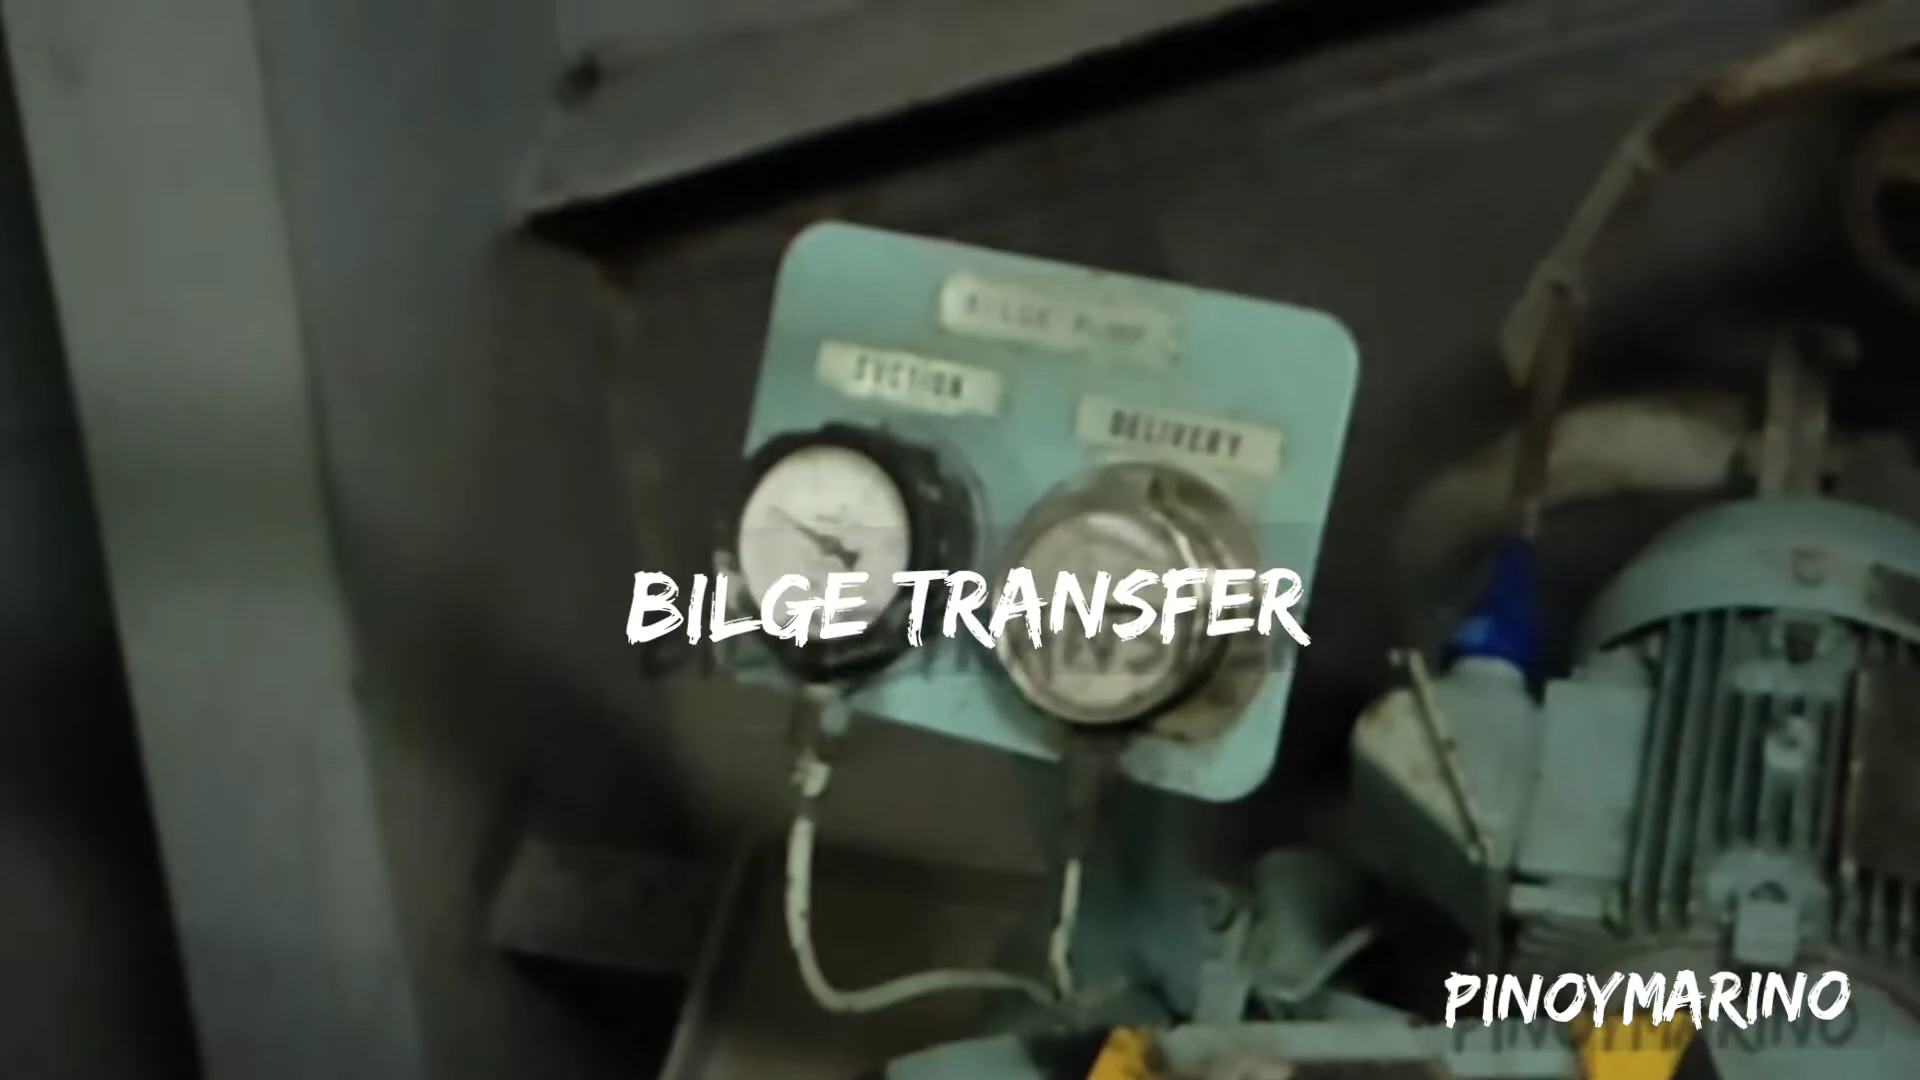 BILGE PUMP
SUCTION
DELIVERY
BILGE TRANSFER
PINOYMARINO